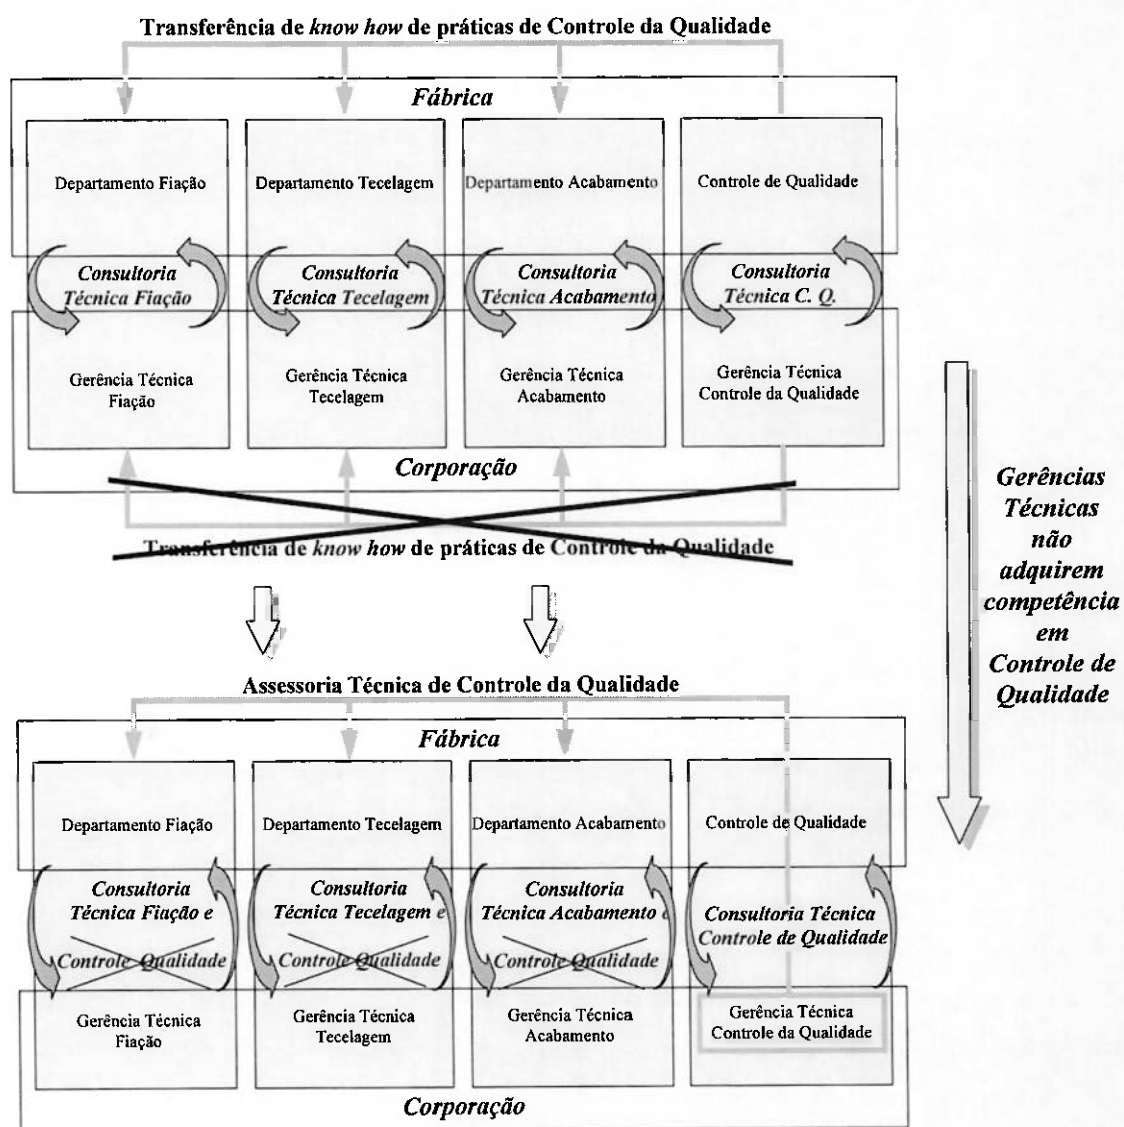 Transferência de know how de práticas de Controle da Qualidade
Fábrica
Departamento Fiação
Departamento Tecelagem
Departamento Acabamento
Controle de Qualidade
Consultoria
Técnica Fiação
Consultoria
Técnica Tecelagem
Consultoria
Técnica Acabamento
Consultoria
Técnica C. Q.
Gerência Técnica
Fiação
Gerência Técnica
Tecelagem
Gerência Técnica
Acabamento
Gerência Técnica
Controle da Qualidade
Corporação
Transferência de know how de práticas de Controle da Qualidade
Gerências
Técnicas
não
adquirem
competência
em
Controle de
Qualidade
Assessoria Técnica de Controle da Qualidade
Fábrica
Departamento Fiação
Departamento Tecelagem
Departamento Acabamento
Controle de Qualidade
Consultoria
Técnica Fiação e
Controle Qualidade
Consultoria
Técnica Tecelagem e
Controle Qualidade
Consultoria
Técnica Acabamento e
Controle Qualidade
Consultoria Técnica
Controle de Qualidade
Gerência Técnica
Fiação
Gerência Técnica
Tecelagem
Gerência Técnica
Acabamento
Gerência Técnica
Controle da Qualidade
Corporação